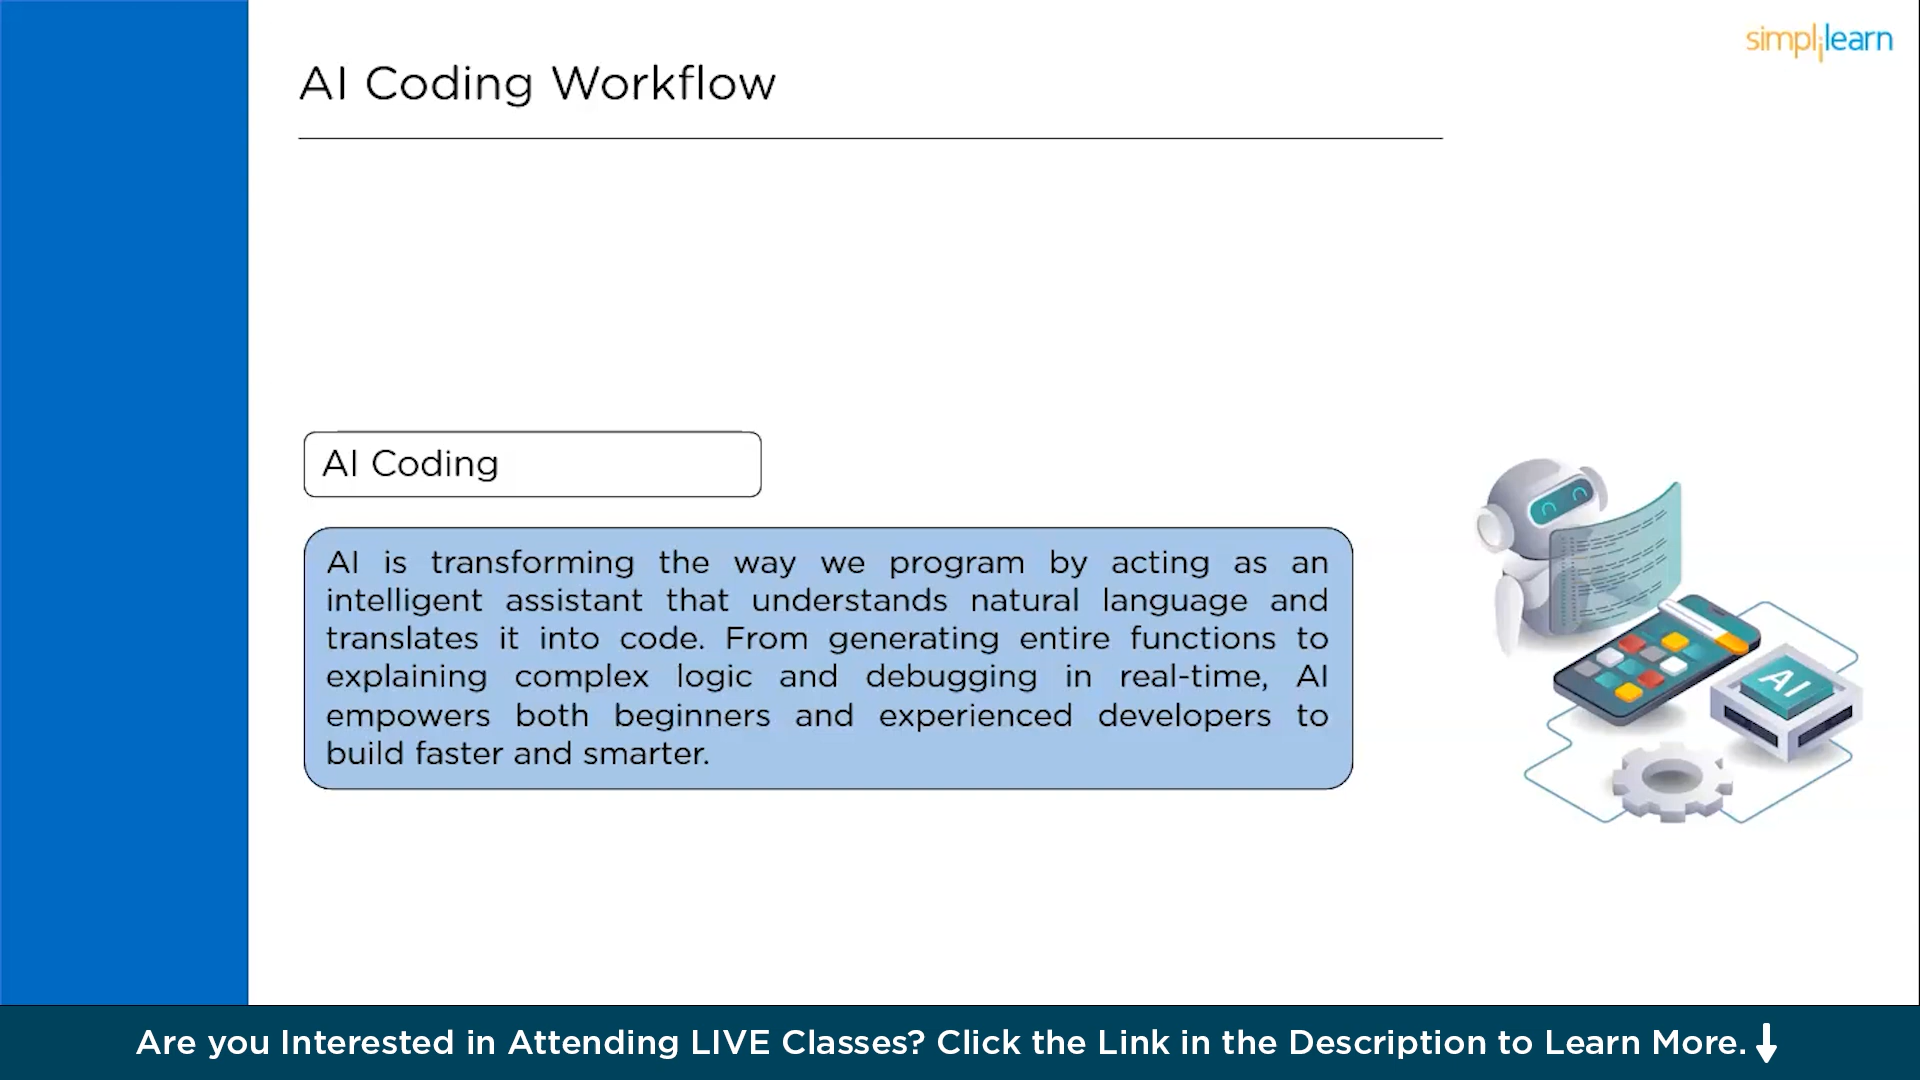 simplilearn
AI Coding Workflow
AI Coding
AI is transforming the way we program by acting as an
intelligent assistant that understands natural language and
translates it into code. From generating entire functions to
explaining complex logic and debugging in real-time, AI
empowers both beginners and experienced developers to
build faster and smarter.
AI
Are you Interested in Attending LIVE Classes? Click the Link in the Description to Learn More.